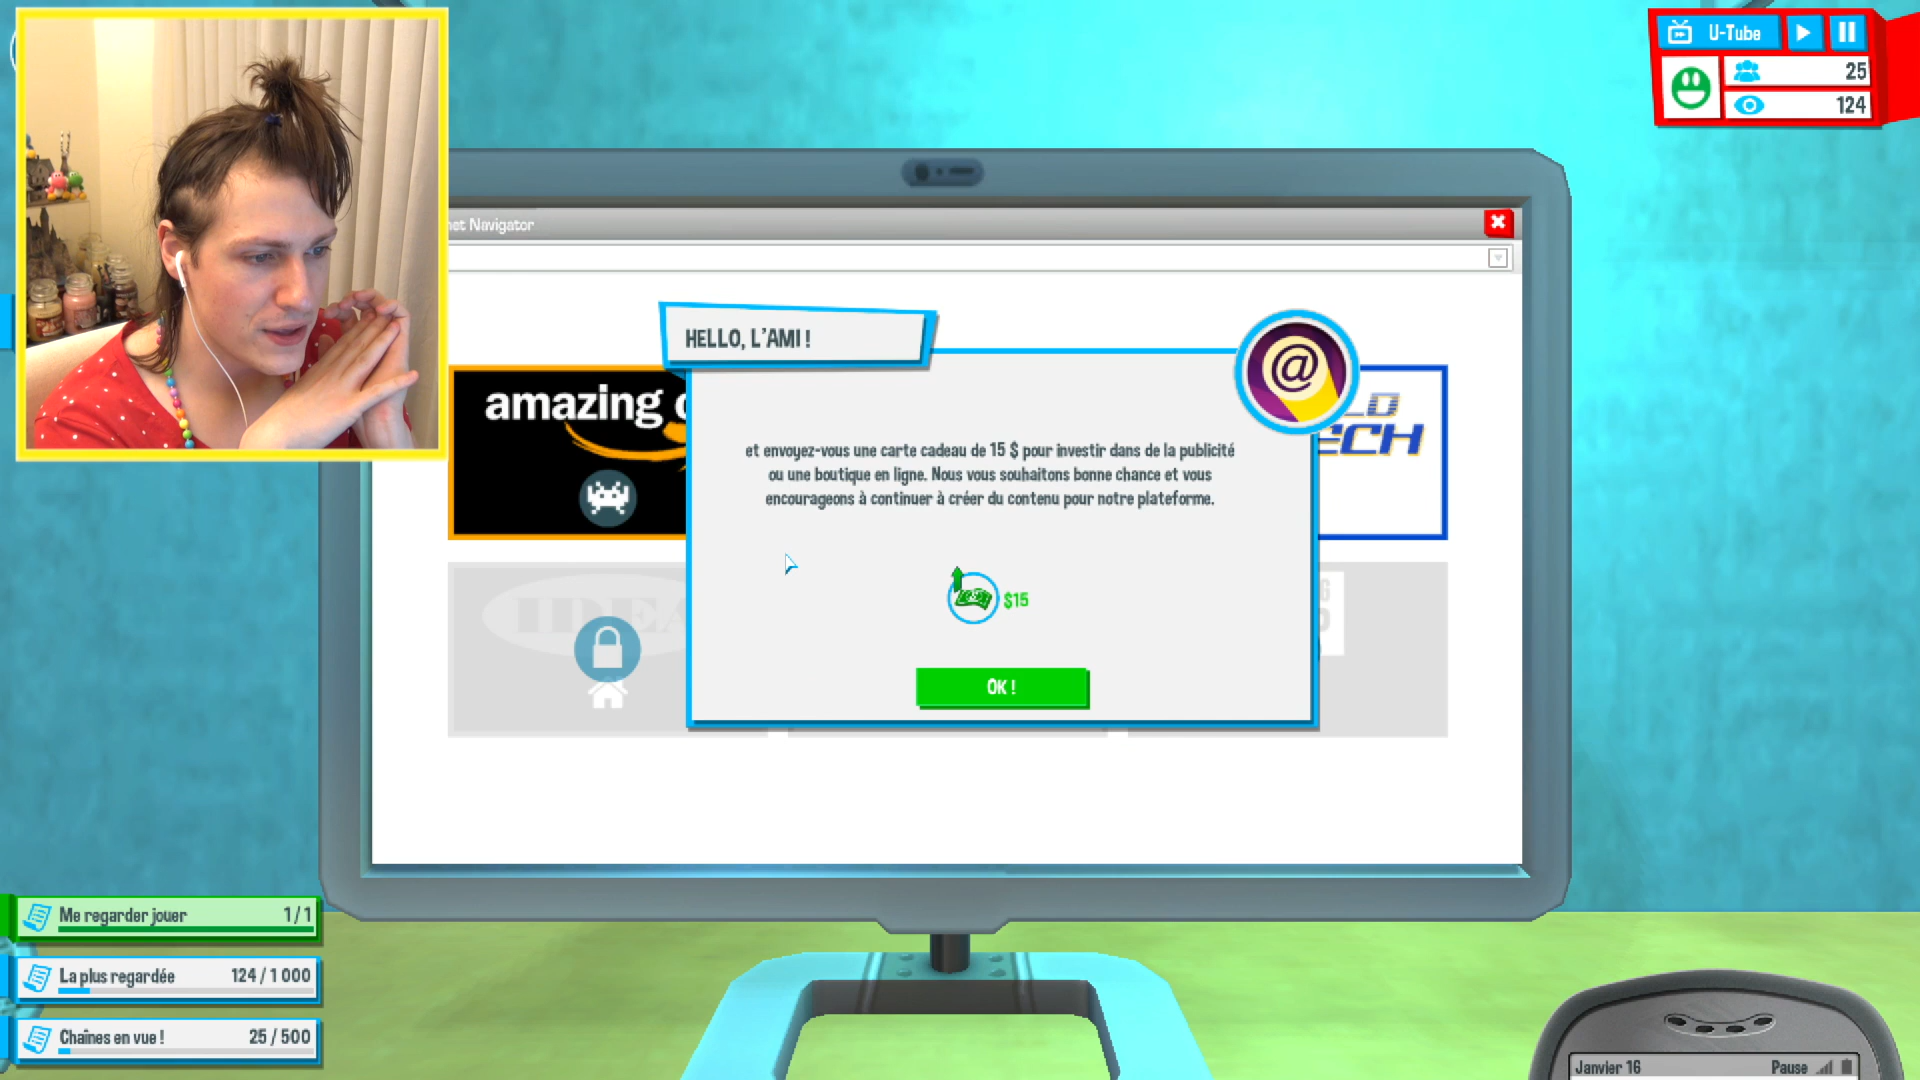 U-Tube
25
124
net Navigator
HELLO, L'AMI !
amazing
ECH
@
et envoyez-vous une carte cadeau de 15 $ pour investir dans de la publicité
ou une boutique en ligne. Nous vous souhaitons bonne chance et vous
encourageons à continuer à créer du contenu pour notre plateforme.
$15
IDEA
OK !
Me regarder jouer 1 / 1
La plus regardée 124 / 1 000
Chaînes en vue ! 25 / 500
Janvier 16 Pause